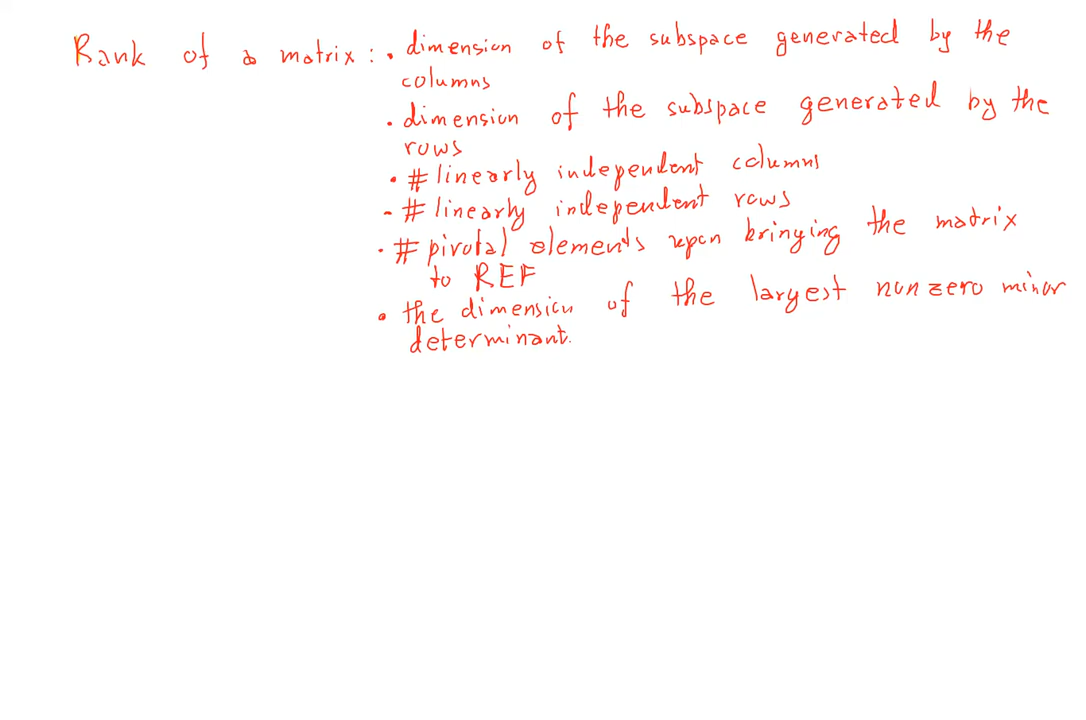 Rank of a matrix : • dimension of the subspace generated by the
columns
• dimension of the subspace generated by the
rows
• # linearly independent columns
- # linearly independent rows
• # pivotal elements upon bringing the matrix
to REF
• the dimension of the largest nonzero minor
determinant.